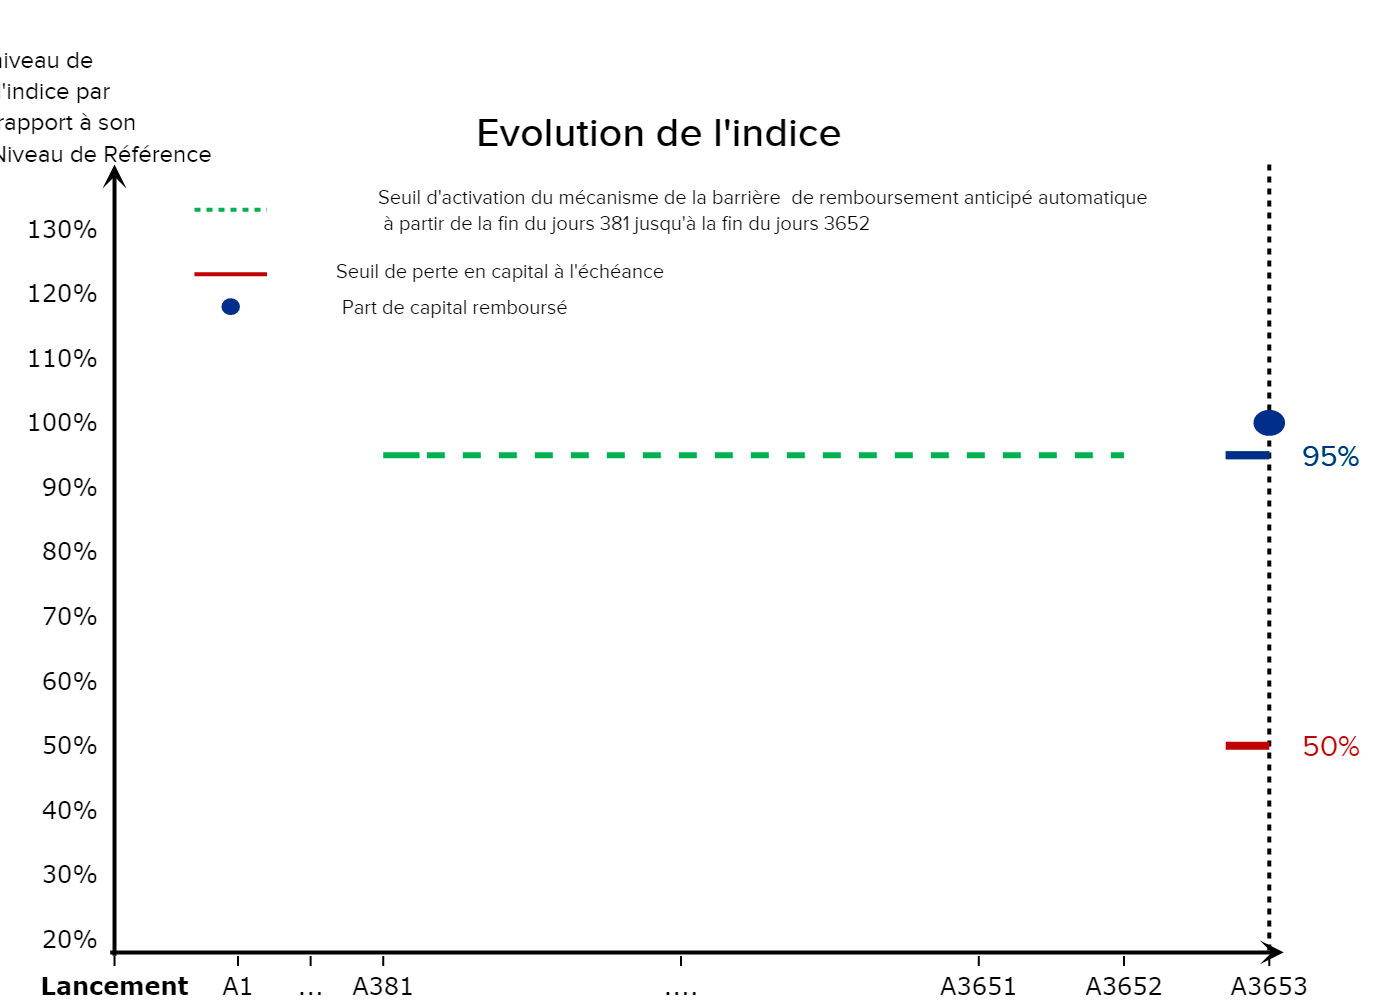 niveau de
l'indice par
rapport à son
Niveau de Référence
Evolution de l'indice
Seuil d'activation du mécanisme de la barrière  de remboursement anticipé automatique
à partir de la fin du jours 381 jusqu'à la fin du jours 3652
Seuil de perte en capital à l'échéance
Part de capital remboursé
130%
120%
110%
100%
90%
80%
70%
60%
50%
40%
30%
20%
95%
50%
Lancement A1 ... A381 .... A3651 A3652 A3653